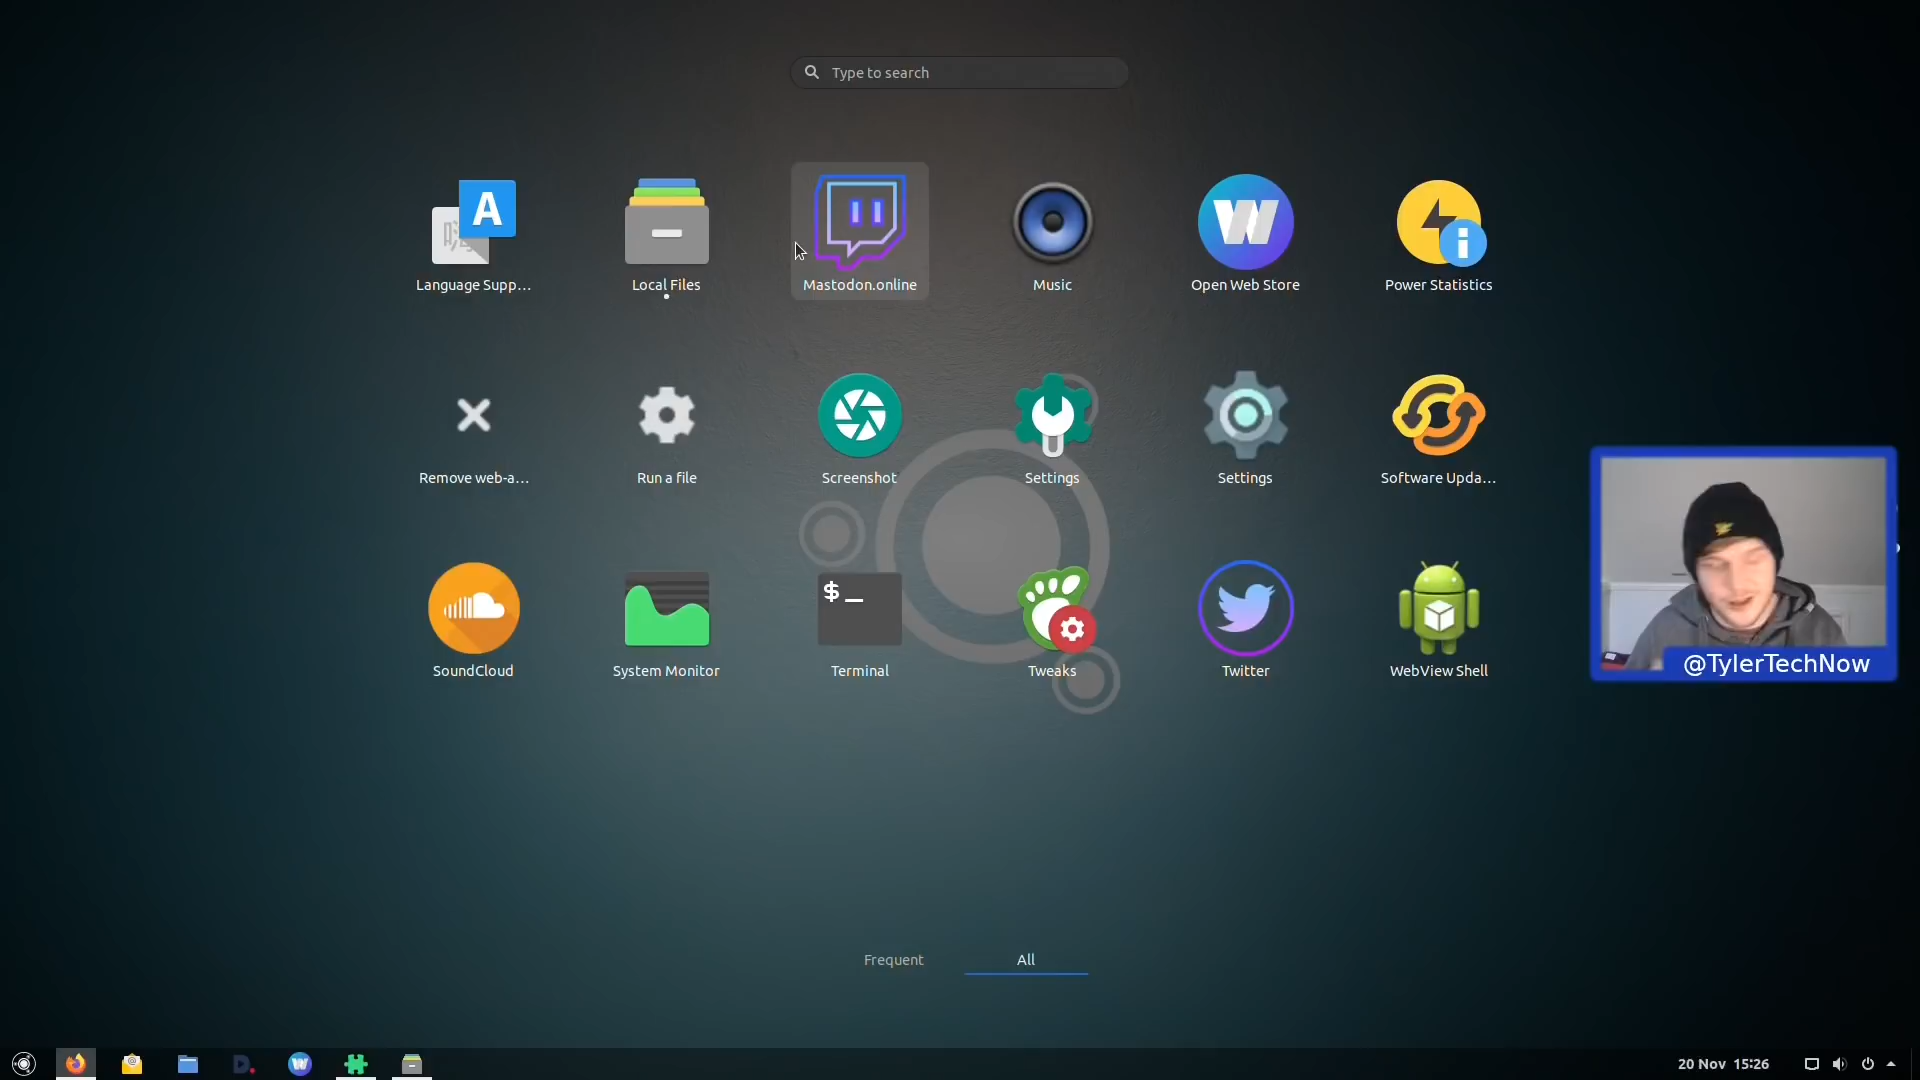 Type to search
Language Supp...
Local Files
Mastodon.online
Music
Open Web Store
Power Statistics
Remove web-a...
Run a file
Screenshot
Settings
Settings
Software Upda...
SoundCloud
System Monitor
Terminal
Tweaks
Twitter
WebView Shell
@TylerTechNow
Frequent
All
20 Nov 15:26